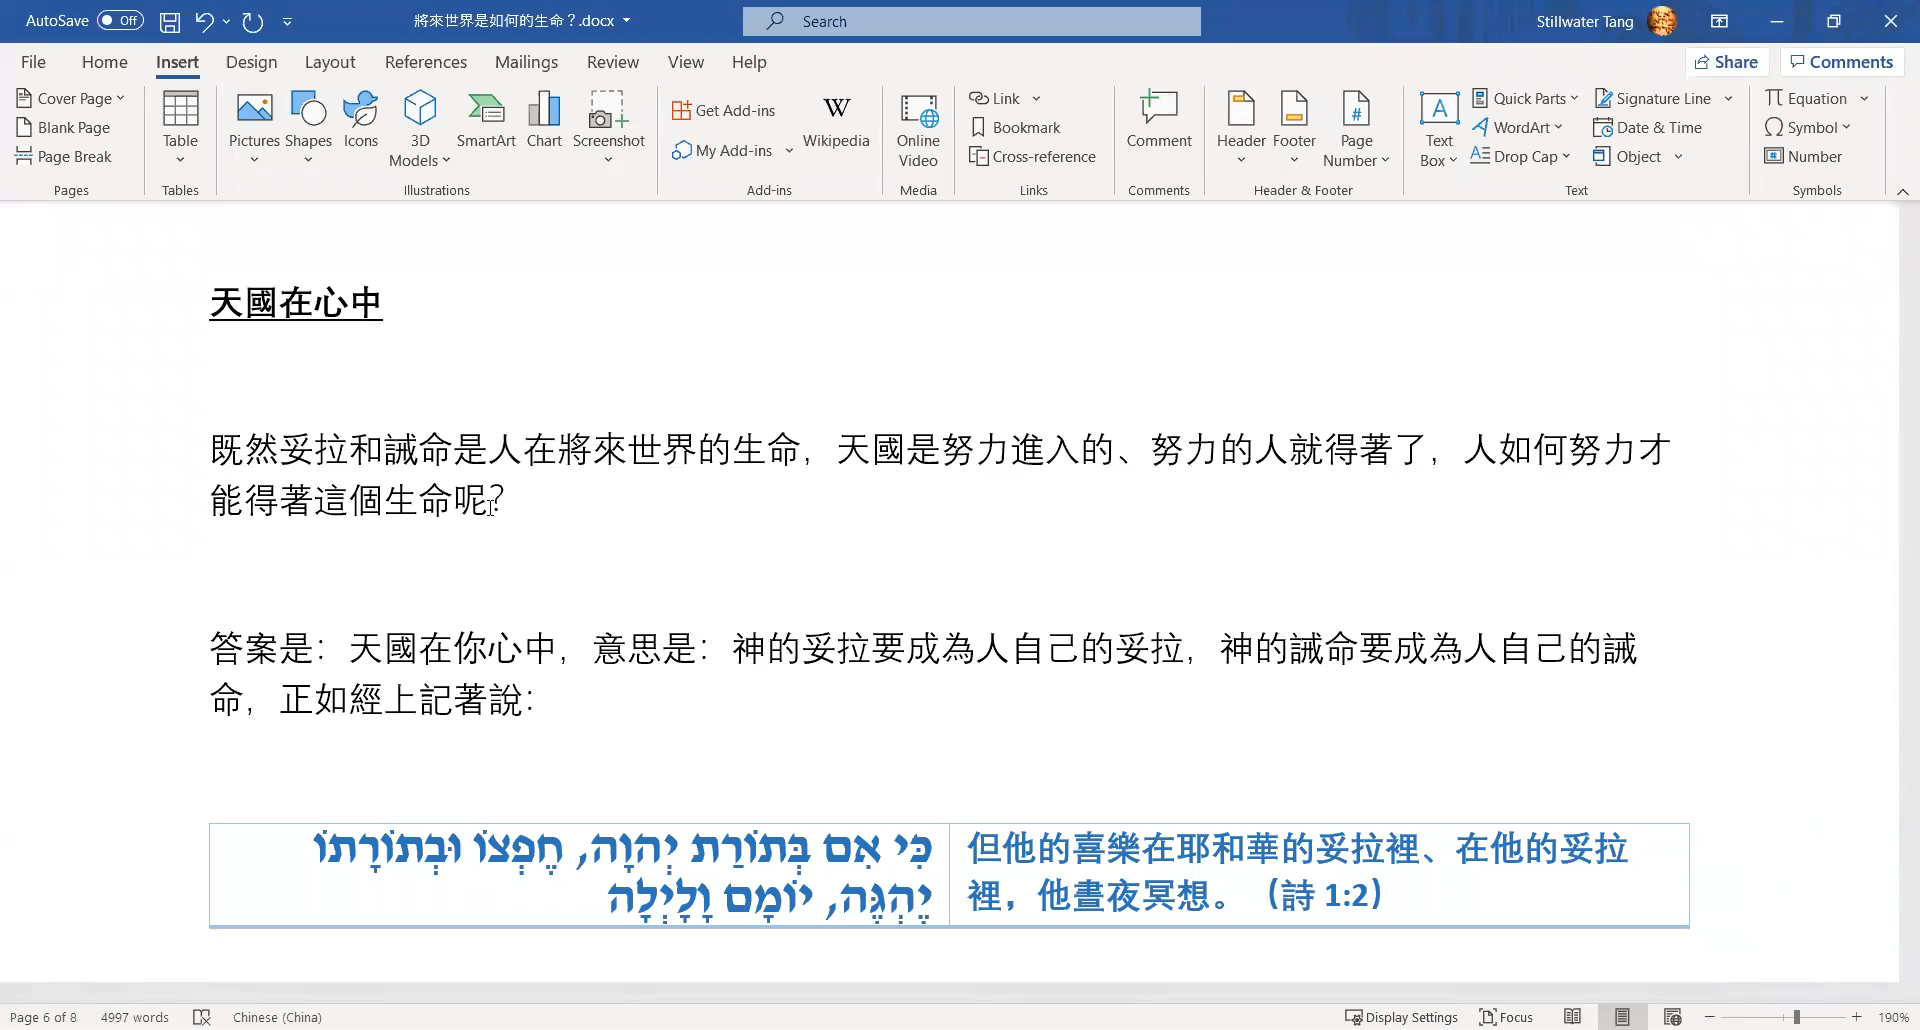 AutoSave Off 將來世界是如何的生命？.docx Search Stillwater Tang
File Home Insert Design Layout References Mailings Review View Help Share Comments
Cover Page
Blank Page
Page Break
Pages
Table
Tables
Pictures Shapes Icons 3D Models SmartArt Chart Screenshot
Illustrations
Get Add-ins
My Add-ins
W Wikipedia
Add-ins
Online Video
Media
Link
Bookmark
Cross-reference
Links
Comment
Comments
Header Footer Page Number
Header & Footer
Text Box
Quick Parts
WordArt
Drop Cap
Signature Line
Date & Time
Object
Text
Equation
Symbol
Number
Symbols
天國在心中
既然妥拉和誡命是人在將來世界的生命，天國是努力進入的、努力的人就得著了，人如何努力才
能得著這個生命呢？
答案是：天國在你心中，意思是：神的妥拉要成為人自己的妥拉，神的誡命要成為人自己的誡
命，正如經上記著說：
כִּי אִם בְּתוֹרַת יְהוָה, חֶפְצוֹ וּבְתוֹרָתוֹ
יֶהְגֶּה, יוֹמָם וָלָיְלָה
但他的喜樂在耶和華的妥拉裡、在他的妥拉
裡，他晝夜冥想。（詩 1:2）
Page 6 of 8 4997 words Chinese (China) Display Settings Focus 190%